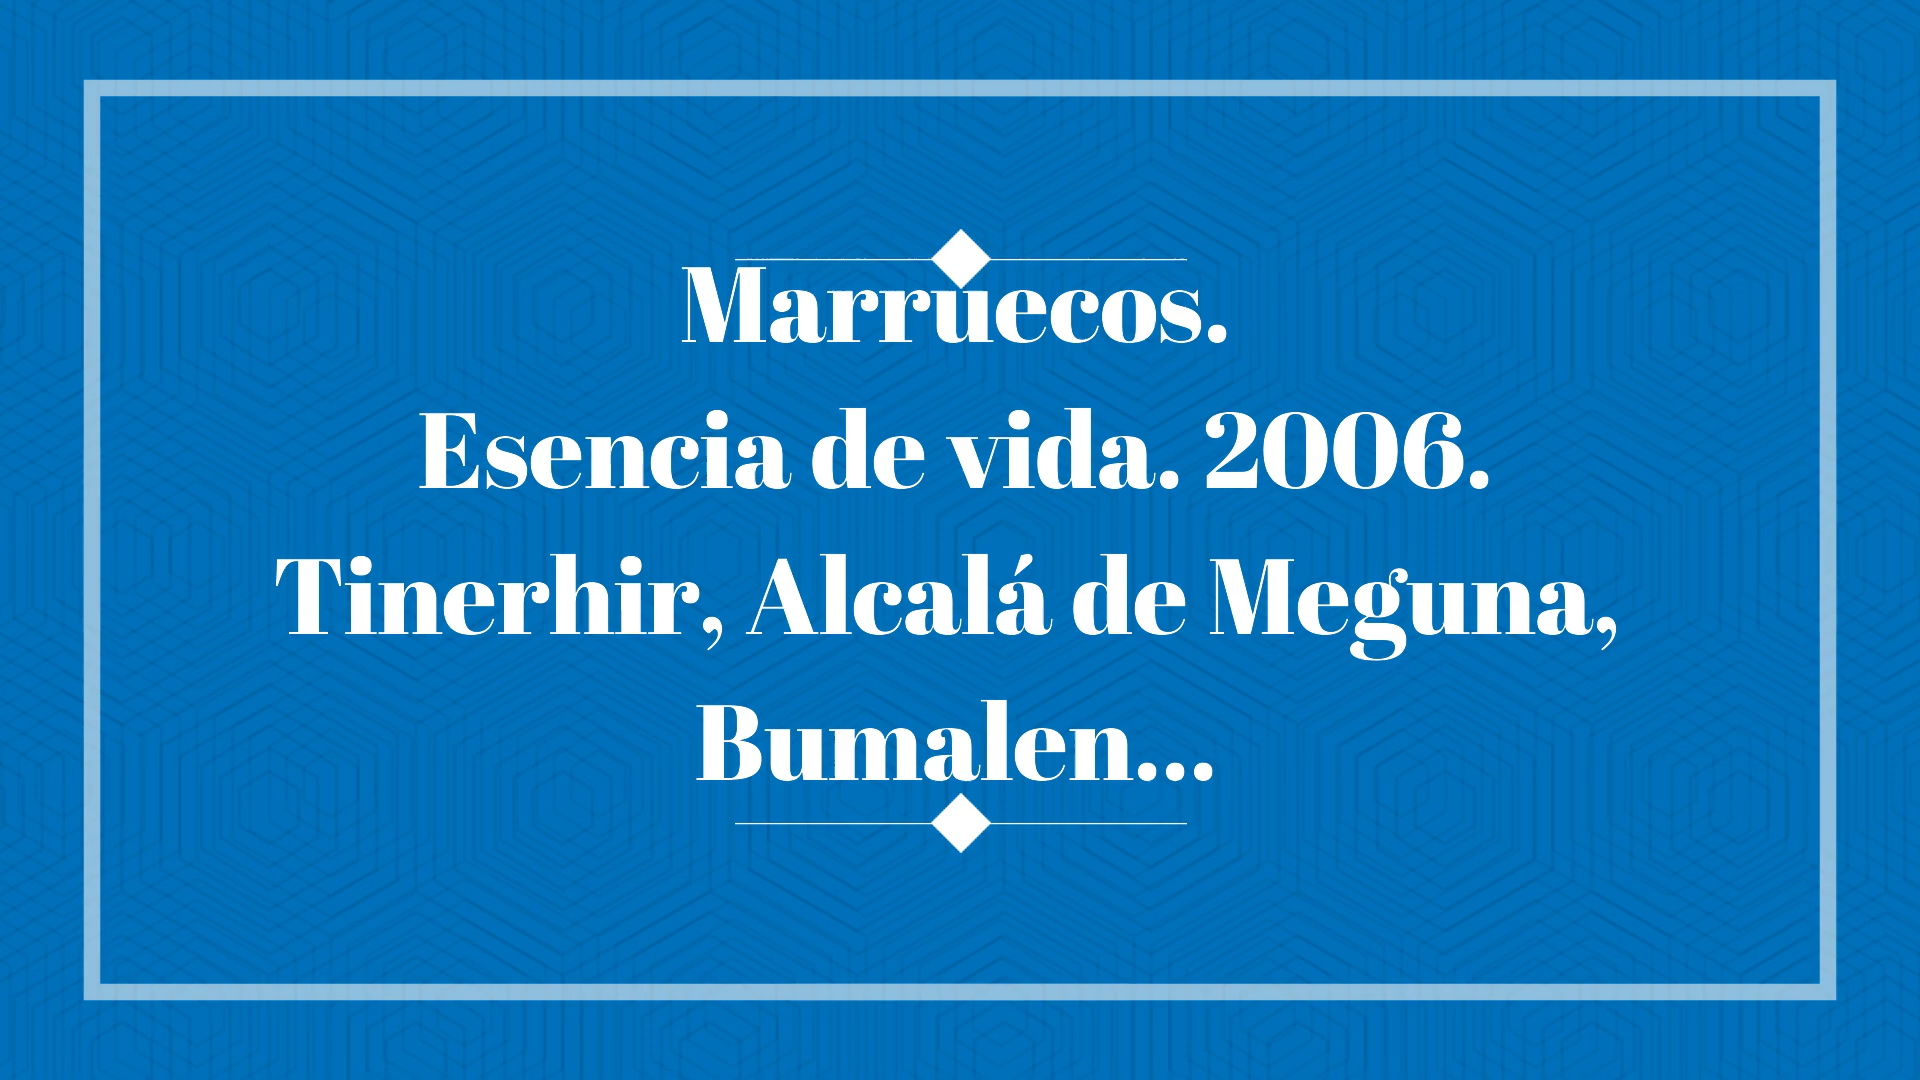 Marruecos.
Esencia de vida. 2006.
Tinerhir, Alcalá de Meguna,
Bumalen...